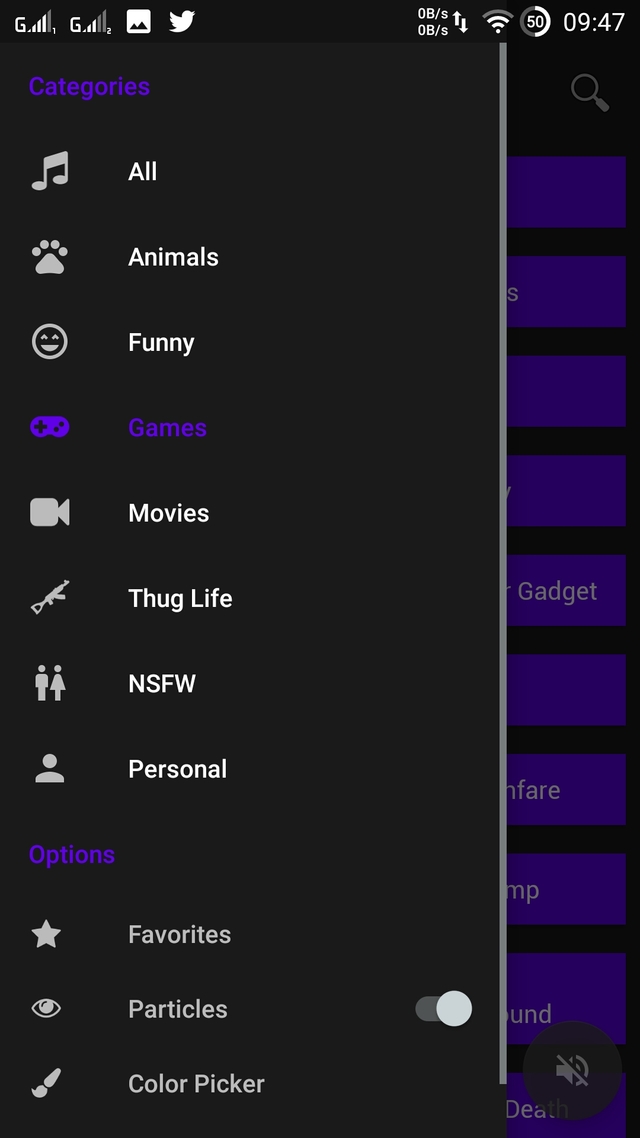 G 1 G 2 0B/s 0B/s 50 09:47
Categories
All
Animals
s
Funny
Games
Movies
r Gadget
Thug Life
NSFW
Personal
nfare
Options
mp
Favorites
Particles
ound
Color Picker
Death